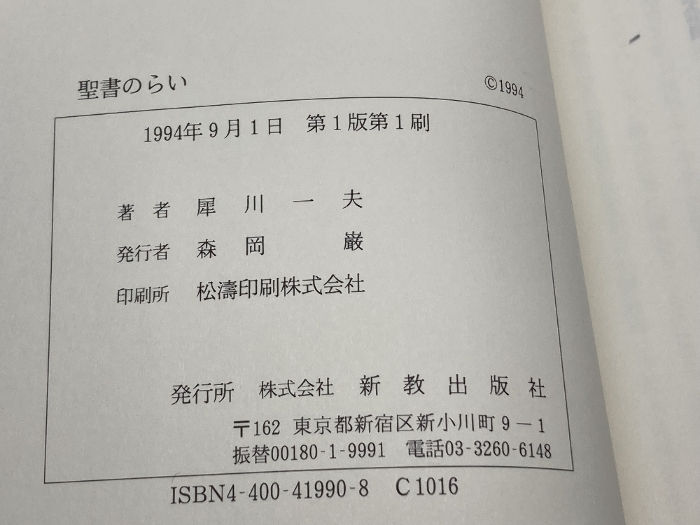 聖書のらい
©1994
1994年9月1日 第1版第1刷
著者 犀川一夫
発行者 森岡 巌
印刷所 松濤印刷株式会社
発行所 株式会社 新教出版社
〒162 東京都新宿区新小川町9-1
振替00180-1-9991 電話03-3260-6148
ISBN4-400-41990-8 C1016